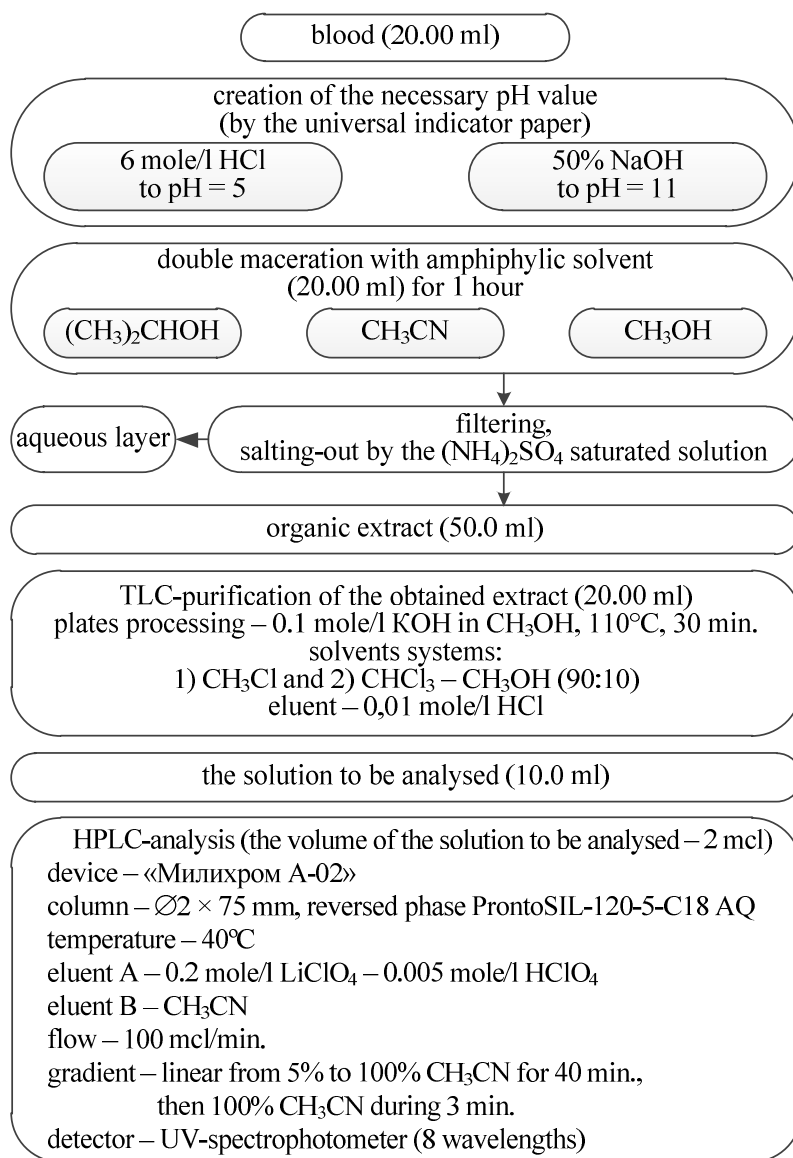 blood (20.00 ml)
creation of the necessary pH value
(by the universal indicator paper)
6 mole/l HCl
to pH = 5
50% NaOH
to pH = 11
double maceration with amphiphylic solvent
(20.00 ml) for 1 hour
(CH₃)₂CHOH
CH₃CN
CH₃OH
filtering,
salting-out by the (NH₄)₂SO₄ saturated solution
aqueous layer
organic extract (50.0 ml)
TLC-purification of the obtained extract (20.00 ml)
plates processing – 0.1 mole/l KOH in CH₃OH, 110°C, 30 min.
solvents systems:
1) CH₃Cl and 2) CHCl₃ – CH₃OH (90:10)
eluent – 0,01 mole/l HCl
the solution to be analysed (10.0 ml)
HPLC-analysis (the volume of the solution to be analysed – 2 mcl)
device – «Милихром А-02»
column – ∅2 × 75 mm, reversed phase ProntoSIL-120-5-C18 AQ
temperature – 40ºC
eluent A – 0.2 mole/l LiClO₄ – 0.005 mole/l HClO₄
eluent B – CH₃CN
flow – 100 mcl/min.
gradient – linear from 5% to 100% CH₃CN for 40 min.,
then 100% CH₃CN during 3 min.
detector – UV-spectrophotometer (8 wavelengths)